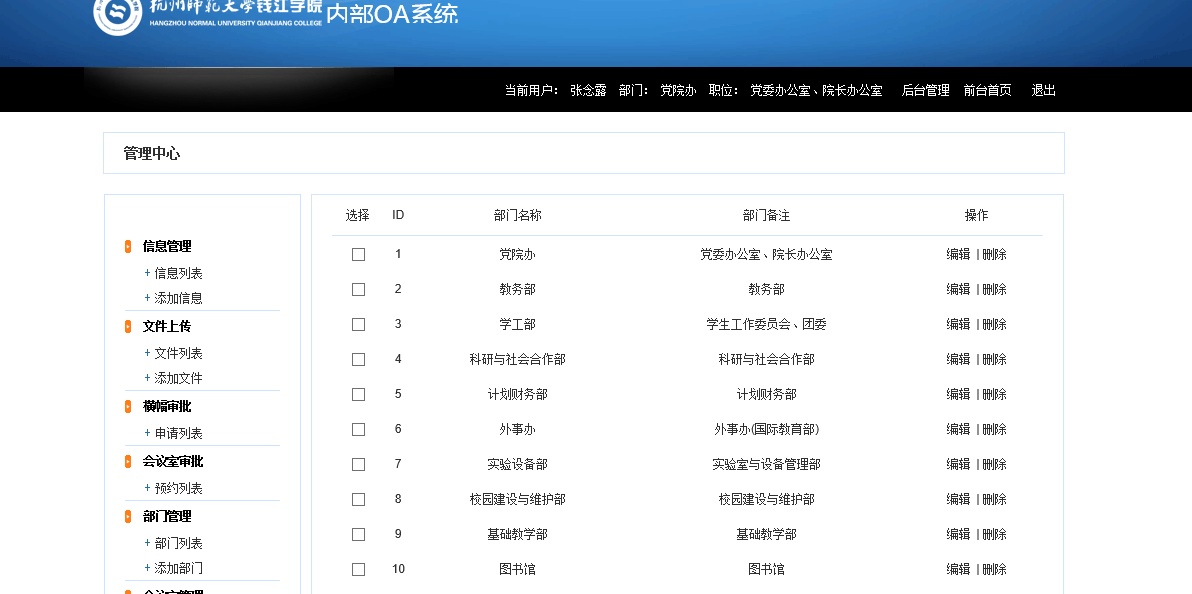 杭州师范大学钱江学院 内部OA系统
HANGZHOU NORMAL UNIVERSITY QIANJIANG COLLEGE
当前用户： 张念露 部门： 党院办 职位： 党委办公室、院长办公室 后台管理 前台首页 退出
管理中心
信息管理
+ 信息列表
+ 添加信息
文件上传
+ 文件列表
+ 添加文件
横幅审批
+ 申请列表
会议室审批
+ 预约列表
部门管理
+ 部门列表
+ 添加部门
会议室管理
选择 ID 部门名称 部门备注 操作
1 党院办 党委办公室、院长办公室 编辑 | 删除
2 教务部 教务部 编辑 | 删除
3 学工部 学生工作委员会、团委 编辑 | 删除
4 科研与社会合作部 科研与社会合作部 编辑 | 删除
5 计划财务部 计划财务部 编辑 | 删除
6 外事办 外事办(国际教育部) 编辑 | 删除
7 实验设备部 实验室与设备管理部 编辑 | 删除
8 校园建设与维护部 校园建设与维护部 编辑 | 删除
9 基础教学部 基础教学部 编辑 | 删除
10 图书馆 图书馆 编辑 | 删除